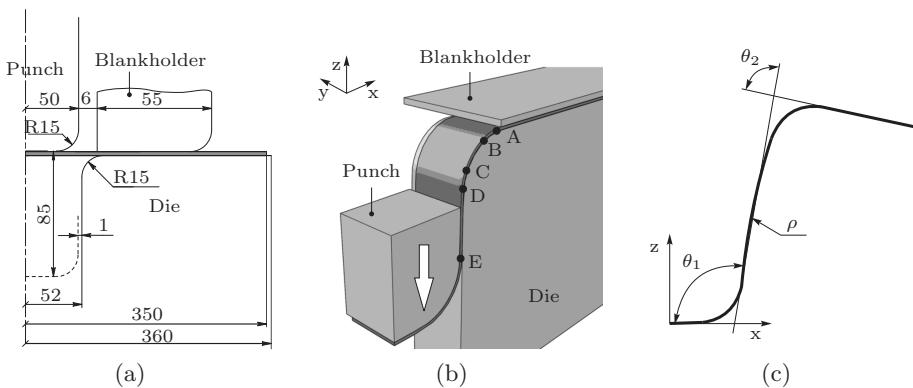 Punch
Blankholder
50
6
55
R15
R15
Die
85
1
52
350
360
(a)
z
y
x
Blankholder
A
B
C
D
Punch
E
Die
(b)
θ2
z
ρ
θ1
x
(c)